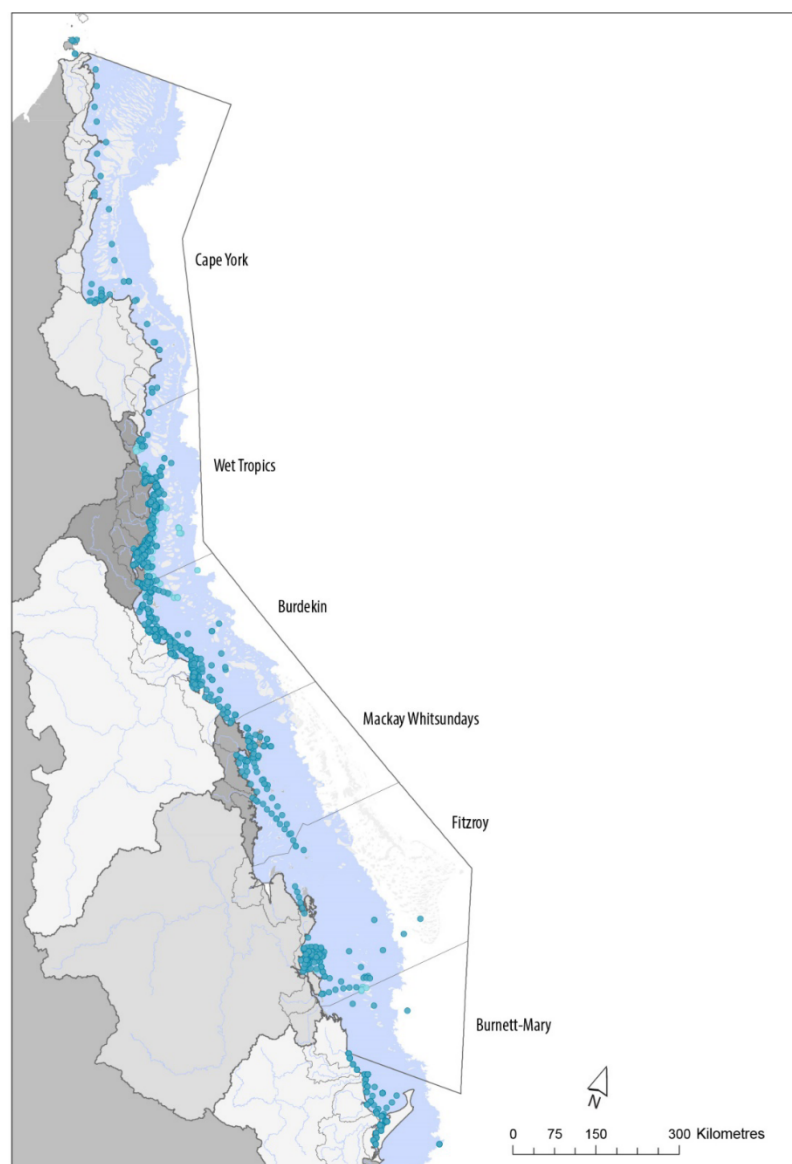 Cape York
Wet Tropics
Burdekin
Mackay Whitsundays
Fitzroy
Burnett-Mary
N
0 75 150 300 Kilometres